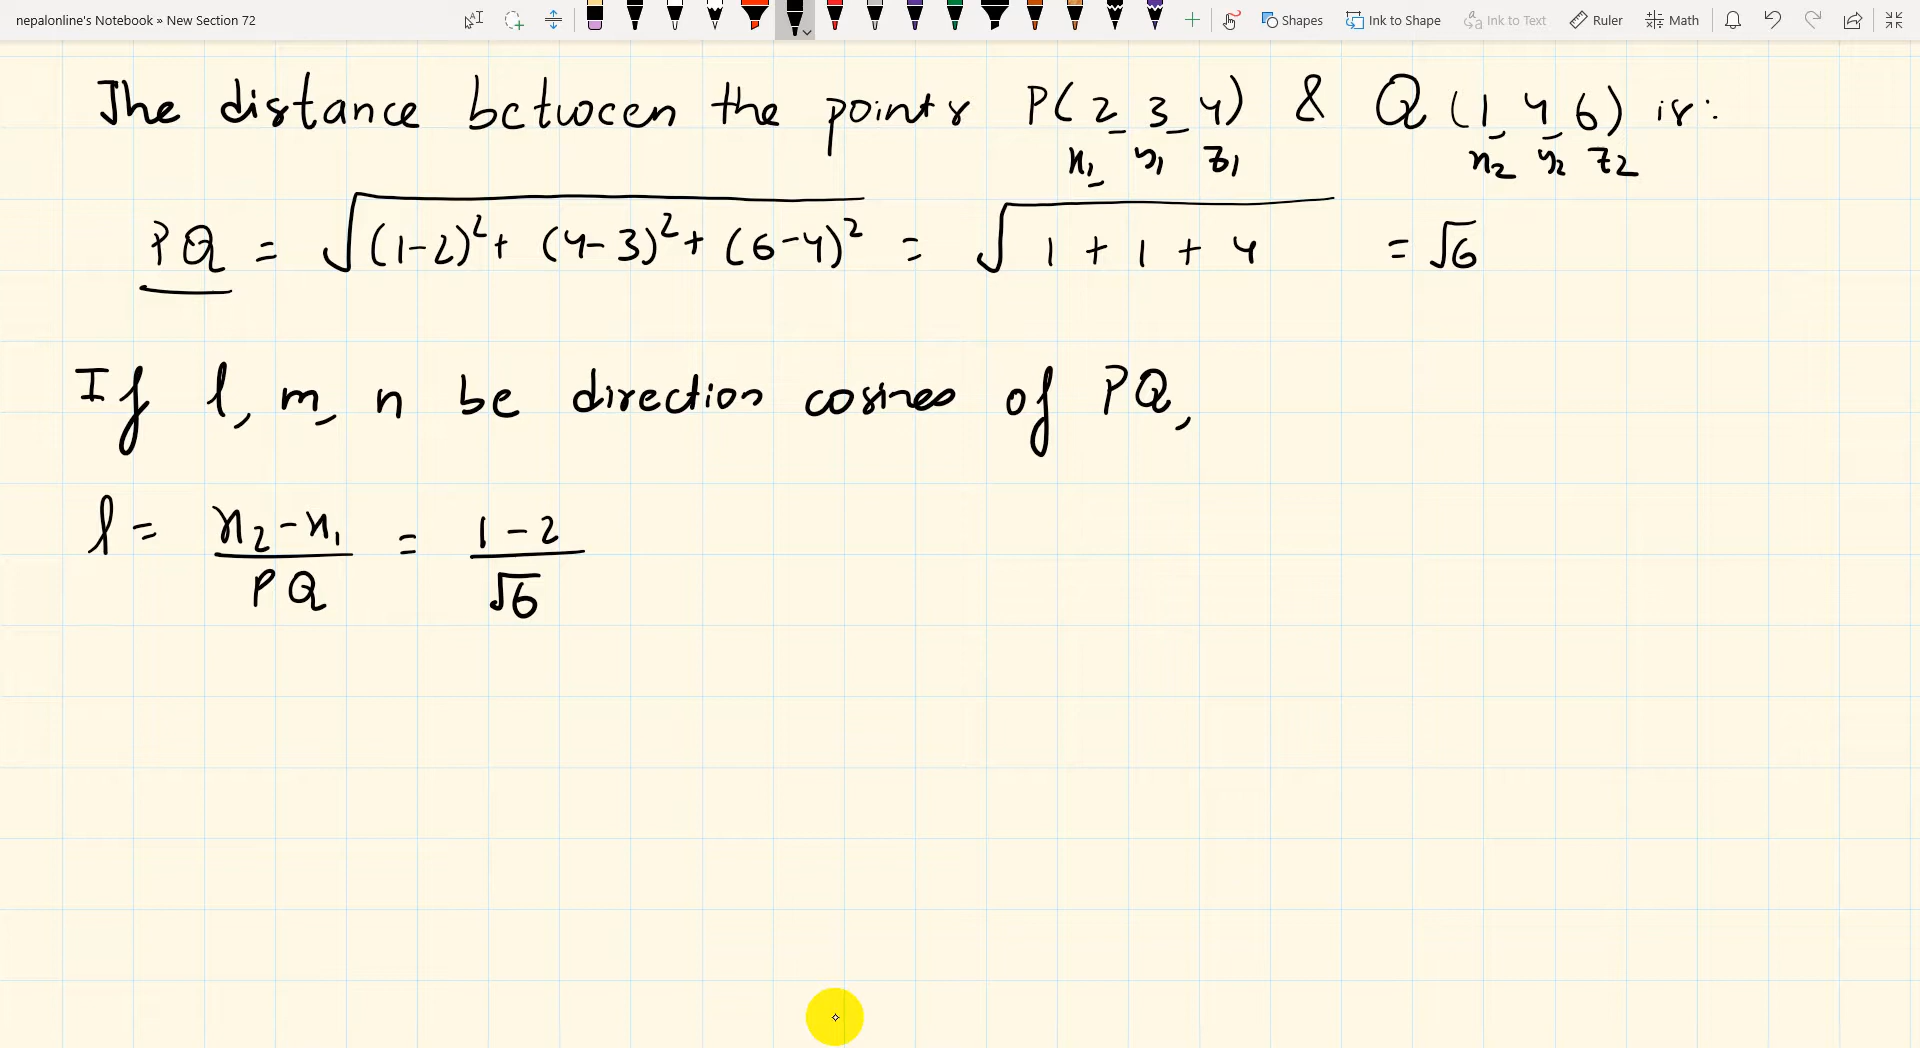 nepalonline's Notebook » New Section 72
Shapes Ink to Shape Ink to Text Ruler Math
The distance between the points P(2, 3, 4) & Q(1, 4, 6) is:
x₁ y₁ z₁ x₂ y₂ z₂
PQ = √((1-2)² + (4-3)² + (6-4)²) = √(1 + 1 + 4) = √6
If l, m, n be direction cosines of PQ,
l = (x₂ - x₁)/PQ = (1 - 2)/√6